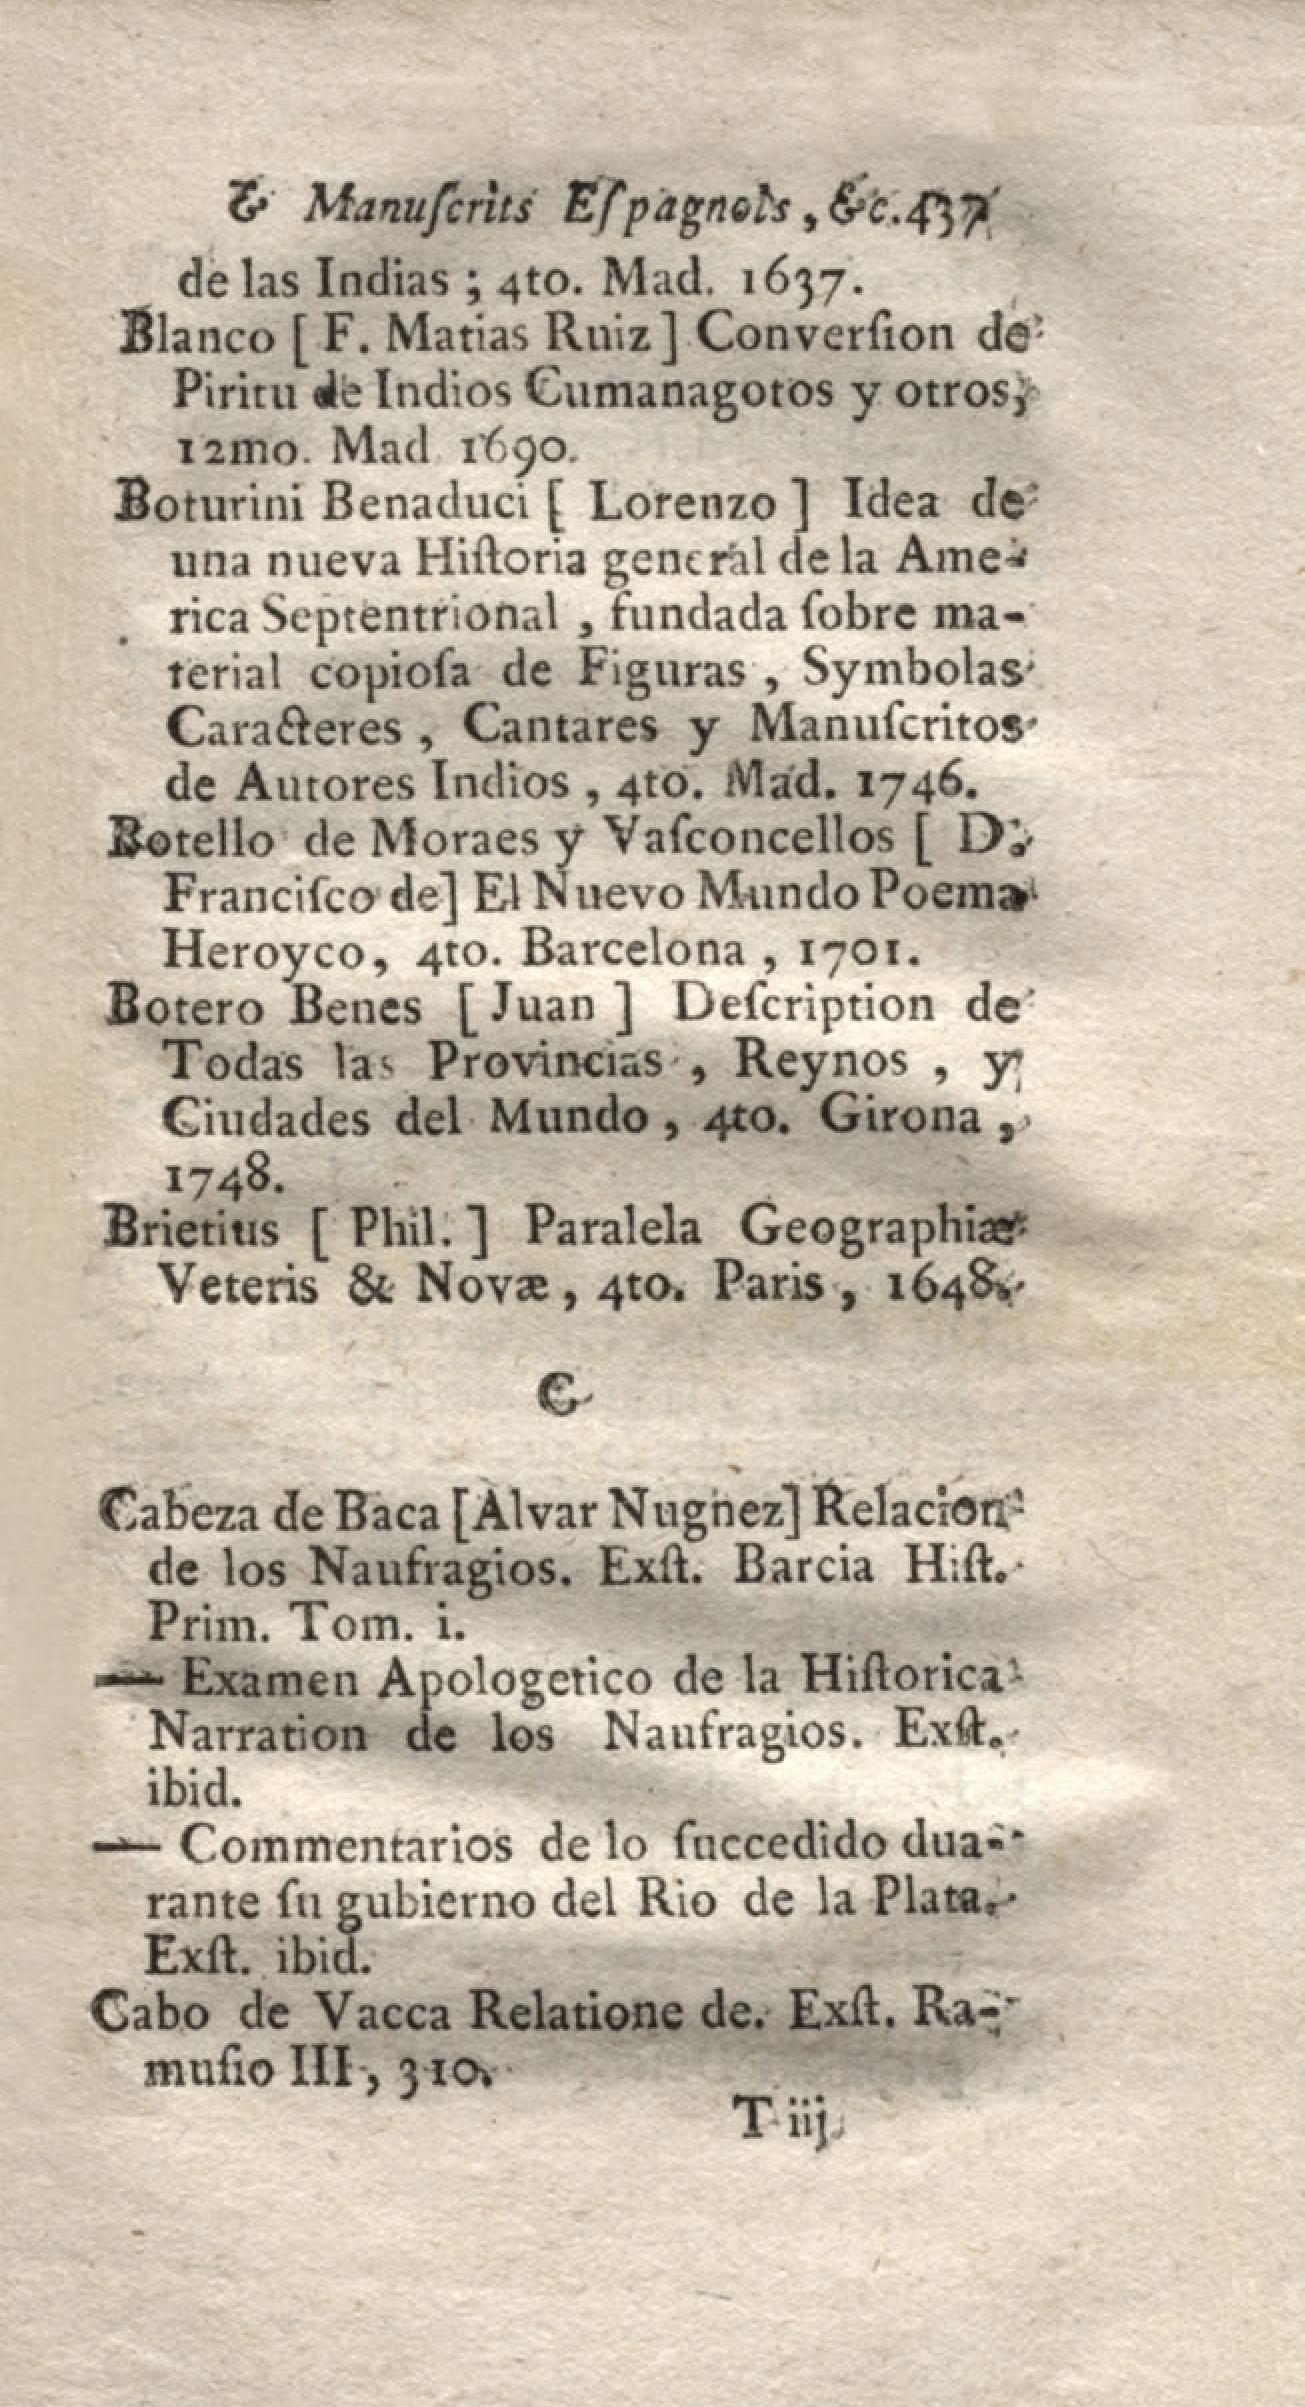 & Manuſcrits Eſpagnols, &c. 437
de las Indias; 4to. Mad. 1637.
Blanco [F. Matias Ruiz] Converſion de
Piritu de Indios Cumanagotos y otros,
12mo. Mad. 1690.
Boturini Benaduci [Lorenzo] Idea de
una nueva Hiſtoria general de la Ame-
rica Septentrional, fundada ſobre ma-
terial copioſa de Figuras, Symbolas
Caracteres, Cantares y Manuſcritos
de Autores Indios, 4to. Mad. 1746.
Botello de Moraes y Vaſconcellos [D.
Franciſco de] El Nuevo Mundo Poema
Heroyco, 4to. Barcelona, 1701.
Botero Benes [Juan] Deſcription de
Todas las Provincias, Reynos, y
Ciudades del Mundo, 4to. Girona,
1748.
Brietius [Phil.] Paralela Geographiæ
Veteris & Novæ, 4to. Paris, 1648.
C
Cabeza de Baca [Alvar Nugnez] Relacion
de los Naufragios. Exſt. Barcia Hiſt.
Prim. Tom. i.
— Examen Apologetico de la Hiſtorica
Narration de los Naufragios. Exſt.
ibid.
— Commentarios de lo ſuccedido dua-
rante ſu gubierno del Rio de la Plata.
Exſt. ibid.
Cabo de Vacca Relatione de. Exſt. Ra-
muſio III, 310.
T iij